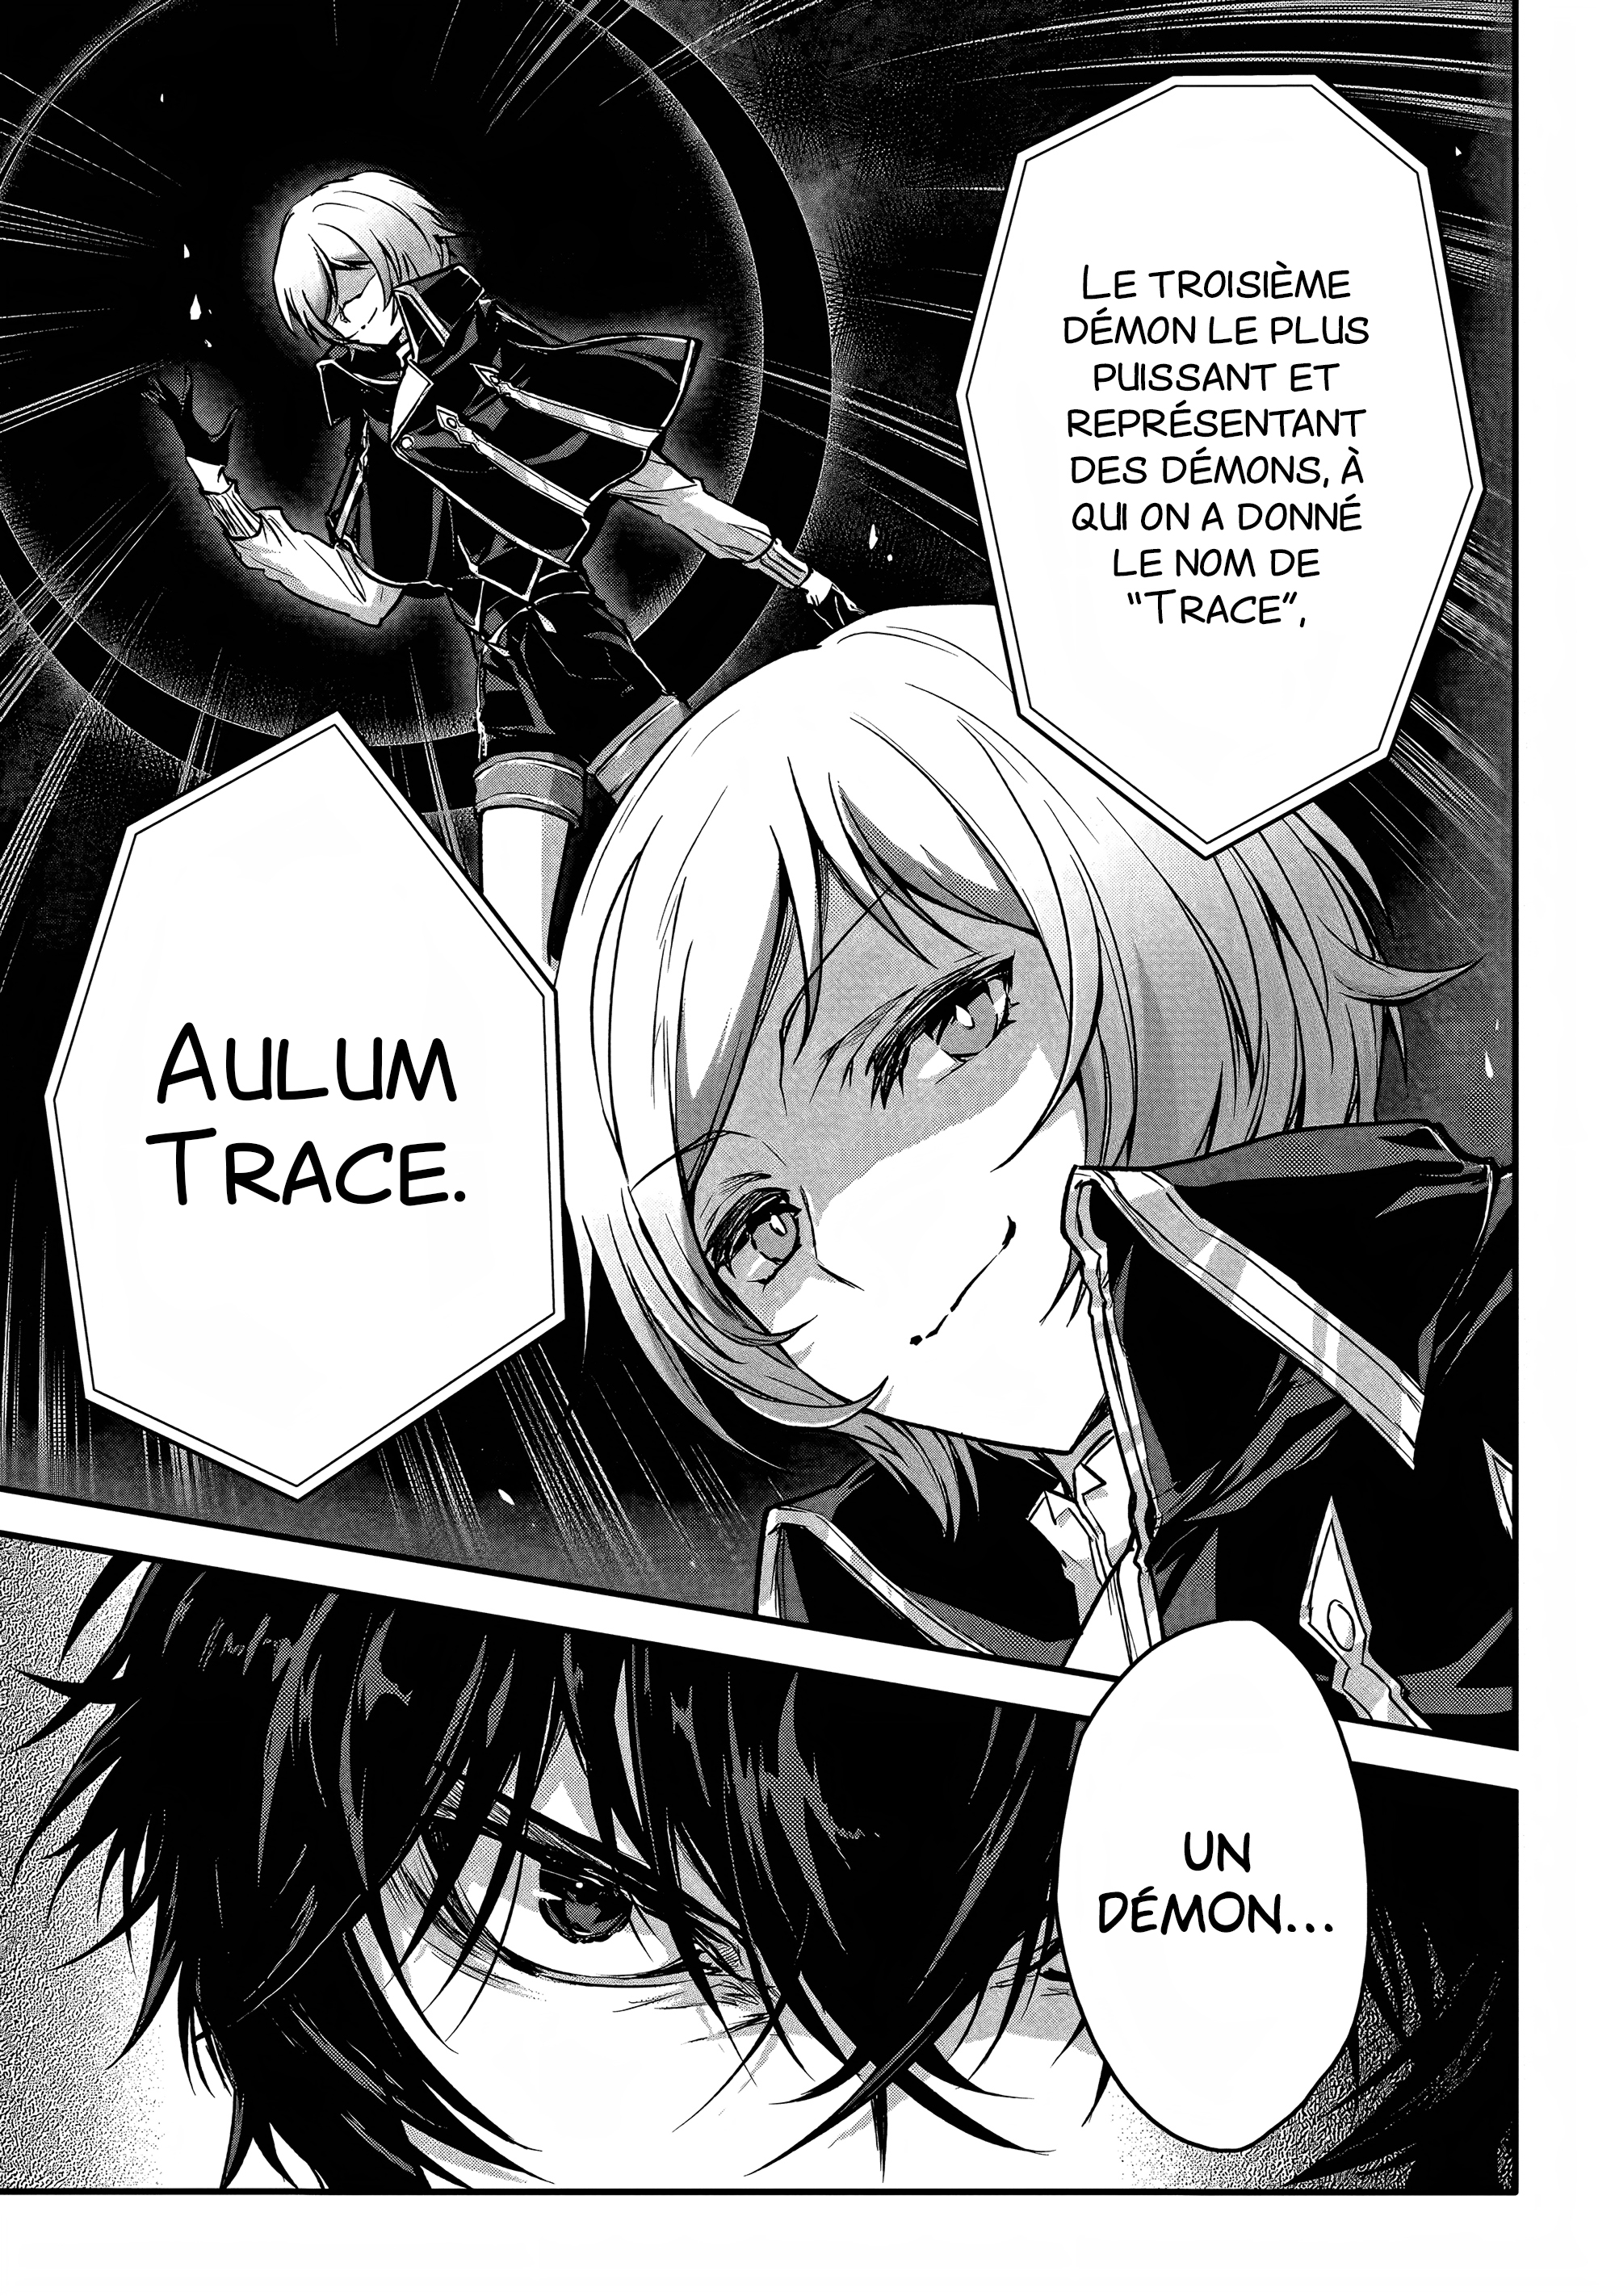 LE TROISIÈME
DÉMON LE PLUS
PUISSANT ET
REPRÉSENTANT
DES DÉMONS, À
QUI ON A DONNÉ
LE NOM DE
"TRACE",
AULUM
TRACE.
UN
DÉMON...